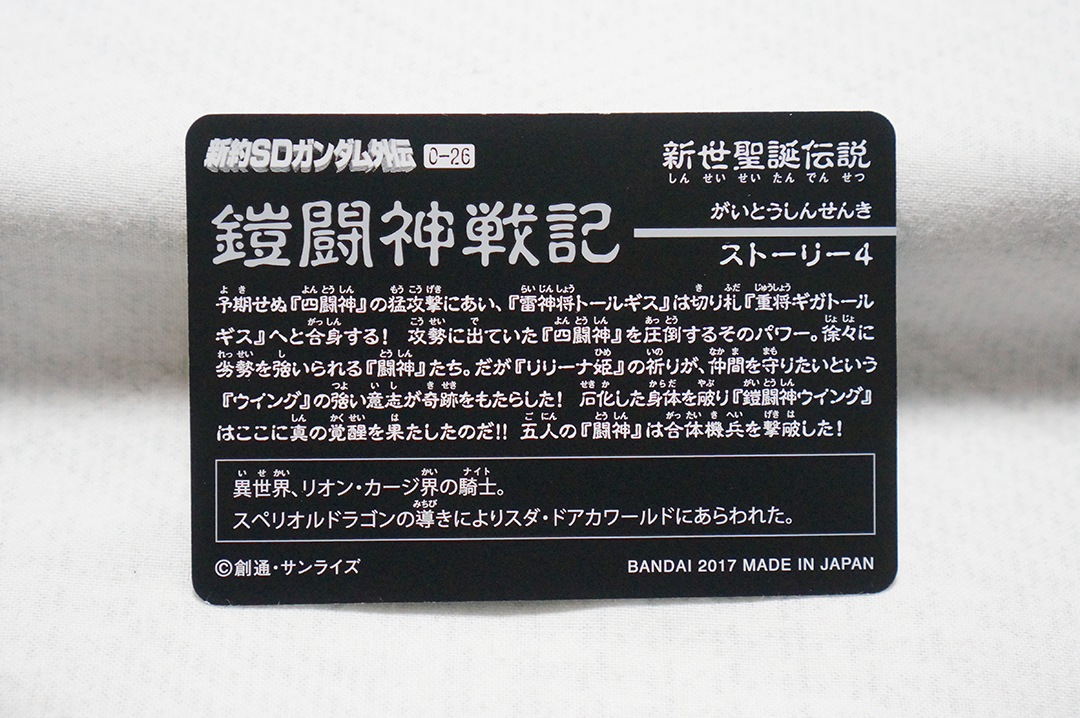 新約SDガンダム外伝 0-26
新世聖誕伝説
しん せい せい たん でん せつ
がいとうしんせんき
鎧闘神戦記
ストーリー4
予期せぬ『四闘神』の猛攻撃にあい、『雷神将トールギス』は切り札『重将ギガトール
ギス』へと合身する! 攻勢に出ていた『四闘神』を圧倒するそのパワー。徐々に
劣勢を強いられる『闘神』たち。だが『リリーナ姫』の祈りが、仲間を守りたいという
『ウイング』の強い意志が奇跡をもたらした! 石化した身体を破り『鎧闘神ウイング』
はここに真の覚醒を果たしたのだ!! 五人の『闘神』は合体機兵を撃破した!
異世界、リオン・カージ界の騎士。
スペリオルドラゴンの導きによりスダ・ドアカワールドにあらわれた。
©創通・サンライズ
BANDAI 2017 MADE IN JAPAN